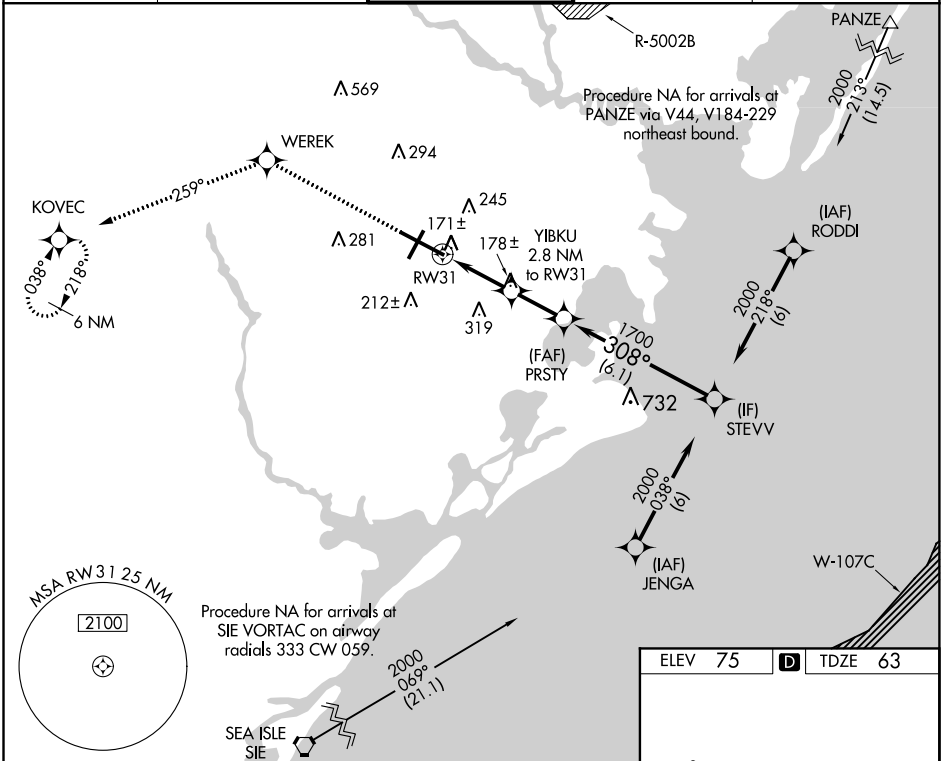 PANZE
R-5002B
2000
213°
(14.5)
Procedure NA for arrivals at
PANZE via V44, V184-229
northeast bound.
569
WEREK
294
259°
KOVEC
245
171±
281
178±
YIBKU
2.8 NM
to RW31
(IAF)
RODDI
RW31
038°
218°
6 NM
212±
319
2000
218°
(6)
1700
308°
(6.1)
(FAF)
PRSTY
732
(IF)
STEVV
2000
038°
(6)
(IAF)
JENGA
W-107C
MSA RW31 25 NM
2100
Procedure NA for arrivals at
SIE VORTAC on airway
radials 333 CW 059.
2000
069°
(21.1)
SEA ISLE
SIE
ELEV 75 D TDZE 63